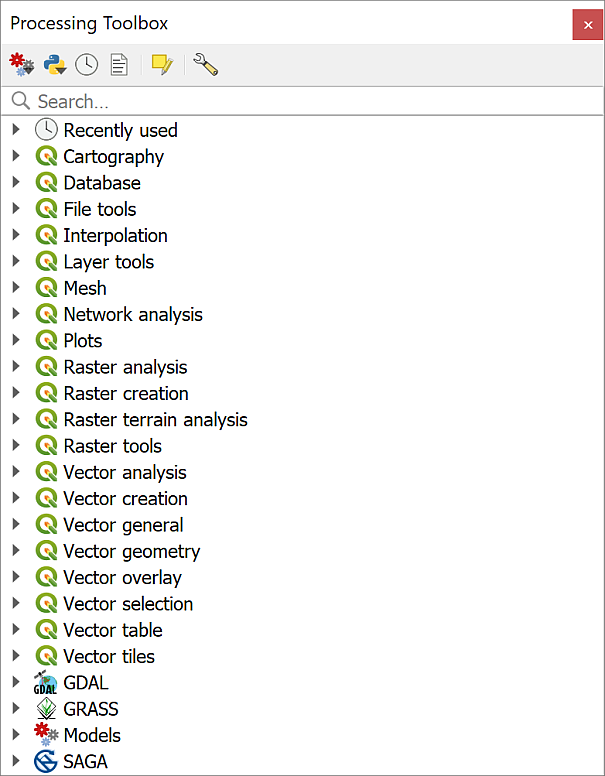 Processing Toolbox
Search...
Recently used
Cartography
Database
File tools
Interpolation
Layer tools
Mesh
Network analysis
Plots
Raster analysis
Raster creation
Raster terrain analysis
Raster tools
Vector analysis
Vector creation
Vector general
Vector geometry
Vector overlay
Vector selection
Vector table
Vector tiles
GDAL GDAL
GRASS
Models
SAGA